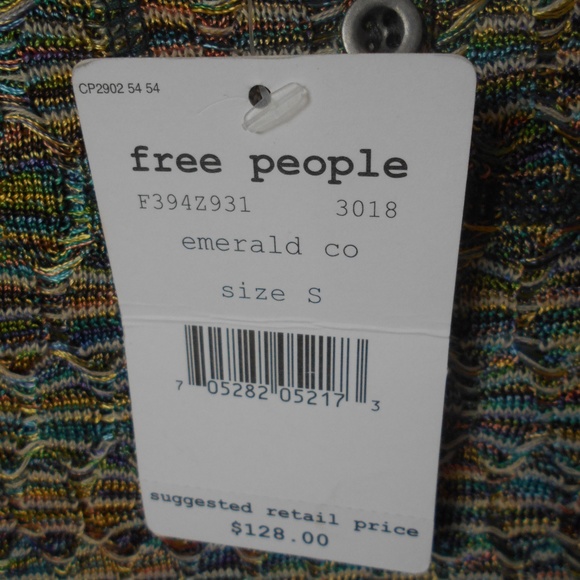 CP2902 54 54
free people
F394Z931 3018
emerald co
size S
7 05282 05217 3
suggested retail price
$128.00